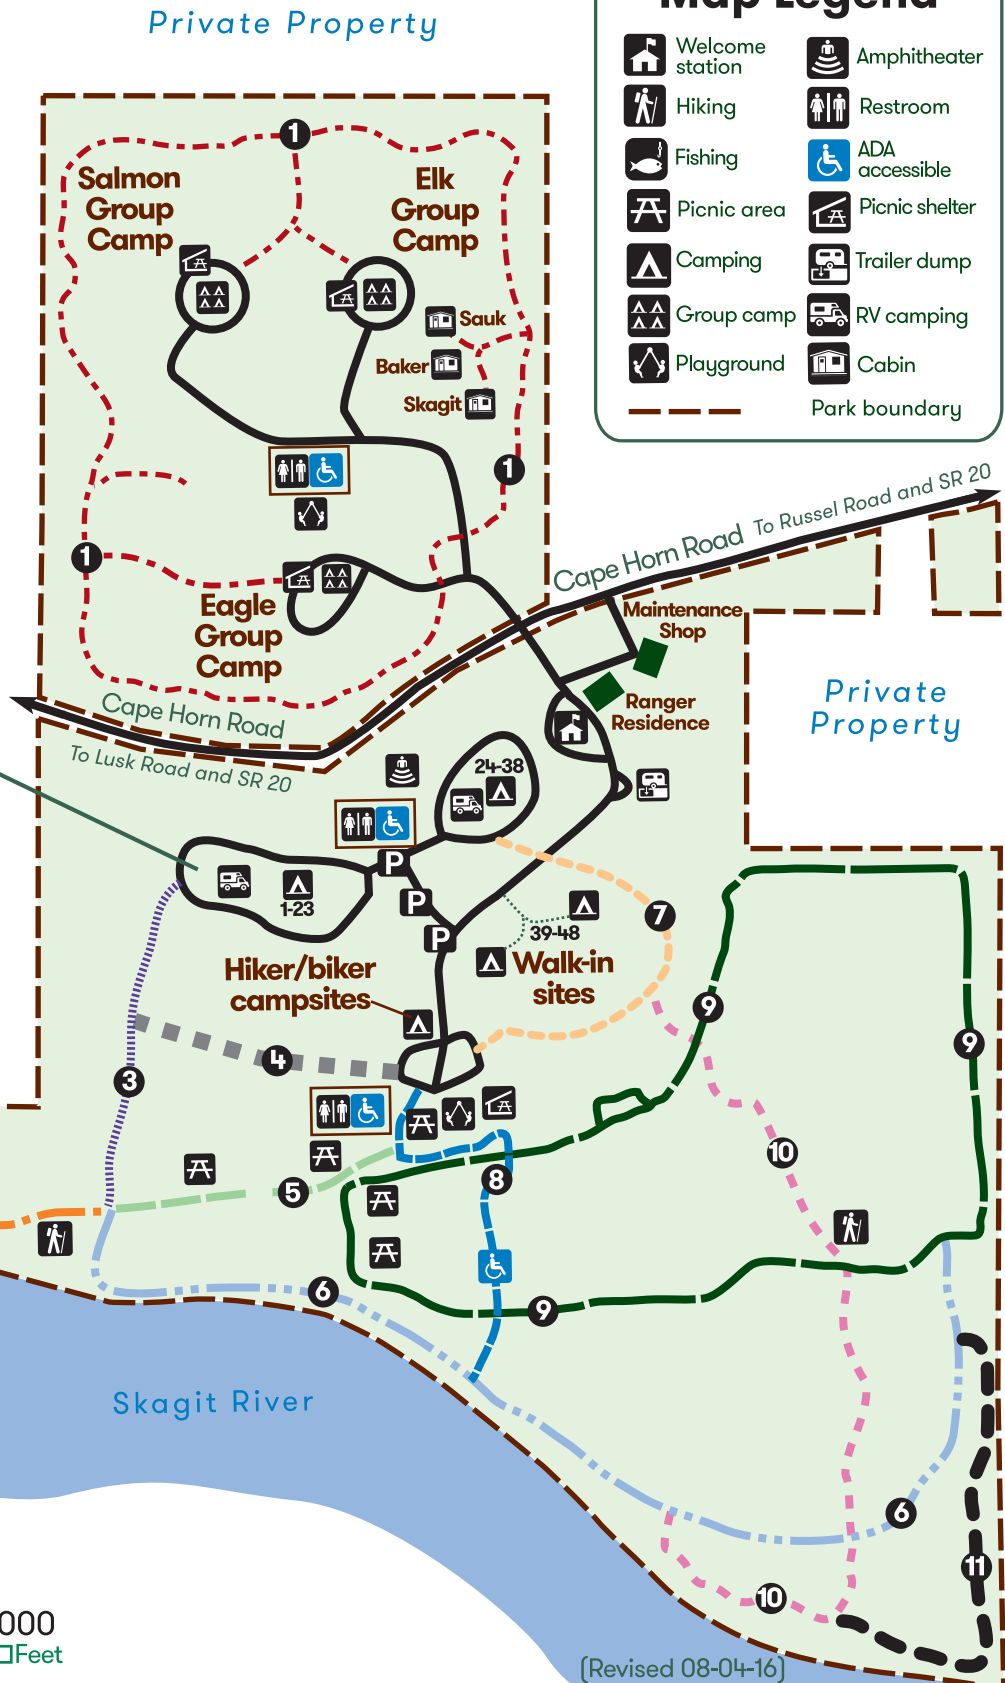 Private Property
Map Legend
Welcome
station
Amphitheater
Hiking
Restroom
Fishing
ADA
accessible
Picnic area
Picnic shelter
Camping
Trailer dump
Group camp
RV camping
Playground
Cabin
Park boundary
1
Salmon
Group
Camp
Elk
Group
Camp
Sauk
Baker
Skagit
1
1
Eagle
Group
Camp
Cape Horn Road
To Russel Road and SR 20
Maintenance
Shop
Ranger
Residence
Private
Property
Cape Horn Road
To Lusk Road and SR 20
24-38
P
1-23
P
P
39-48
7
Walk-in
sites
Hiker/biker
campsites
9
9
4
3
10
8
5
6
9
Skagit River
6
11
10
000
Feet
(Revised 08-04-16)